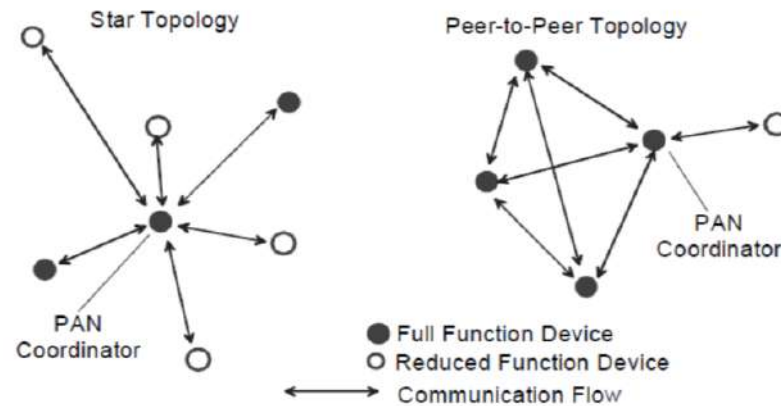 Star Topology
Peer-to-Peer Topology
PAN
Coordinator
PAN
Coordinator
Full Function Device
Reduced Function Device
Communication Flow